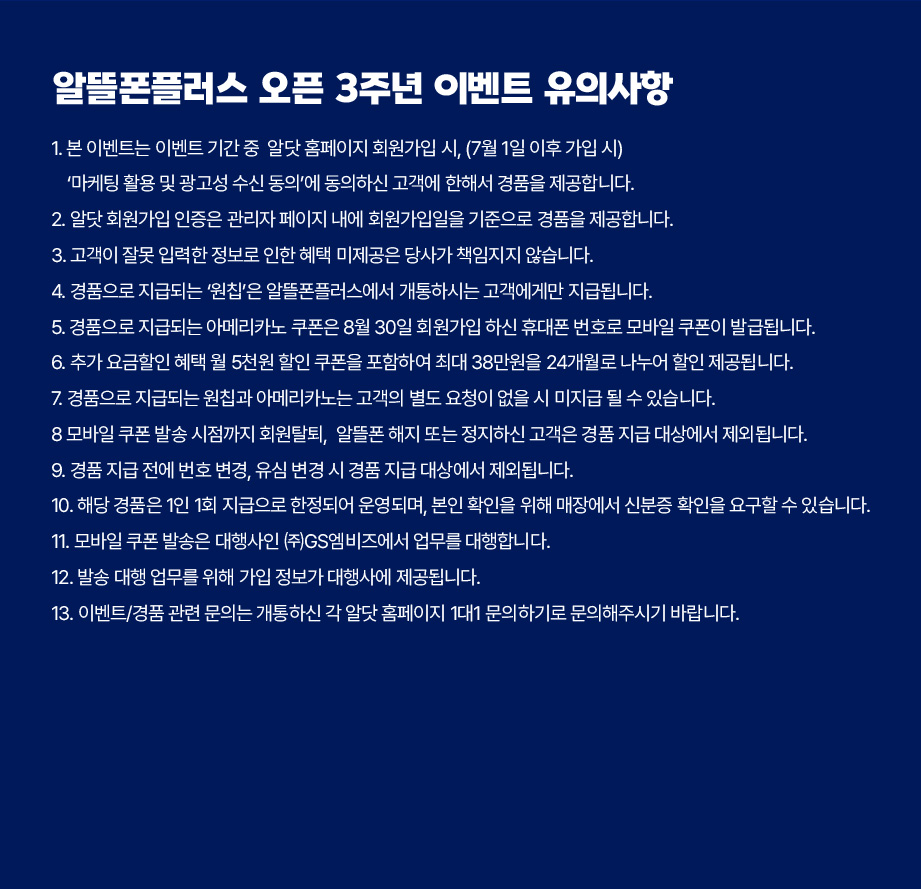 알뜰폰플러스 오픈 3주년 이벤트 유의사항
1. 본 이벤트는 이벤트 기간 중  알닷 홈페이지 회원가입 시, (7월 1일 이후 가입 시)
‘마케팅 활용 및 광고성 수신 동의’에 동의하신 고객에 한해서 경품을 제공합니다.
2. 알닷 회원가입 인증은 관리자 페이지 내에 회원가입일을 기준으로 경품을 제공합니다.
3. 고객이 잘못 입력한 정보로 인한 혜택 미제공은 당사가 책임지지 않습니다.
4. 경품으로 지급되는 ‘원칩’은 알뜰폰플러스에서 개통하시는 고객에게만 지급됩니다.
5. 경품으로 지급되는 아메리카노 쿠폰은 8월 30일 회원가입 하신 휴대폰 번호로 모바일 쿠폰이 발급됩니다.
6. 추가 요금할인 혜택 월 5천원 할인 쿠폰을 포함하여 최대 38만원을 24개월로 나누어 할인 제공됩니다.
7. 경품으로 지급되는 원칩과 아메리카노는 고객의 별도 요청이 없을 시 미지급 될 수 있습니다.
8 모바일 쿠폰 발송 시점까지 회원탈퇴,  알뜰폰 해지 또는 정지하신 고객은 경품 지급 대상에서 제외됩니다.
9. 경품 지급 전에 번호 변경, 유심 변경 시 경품 지급 대상에서 제외됩니다.
10. 해당 경품은 1인 1회 지급으로 한정되어 운영되며, 본인 확인을 위해 매장에서 신분증 확인을 요구할 수 있습니다.
11. 모바일 쿠폰 발송은 대행사인 ㈜GS엠비즈에서 업무를 대행합니다.
12. 발송 대행 업무를 위해 가입 정보가 대행사에 제공됩니다.
13. 이벤트/경품 관련 문의는 개통하신 각 알닷 홈페이지 1대1 문의하기로 문의해주시기 바랍니다.